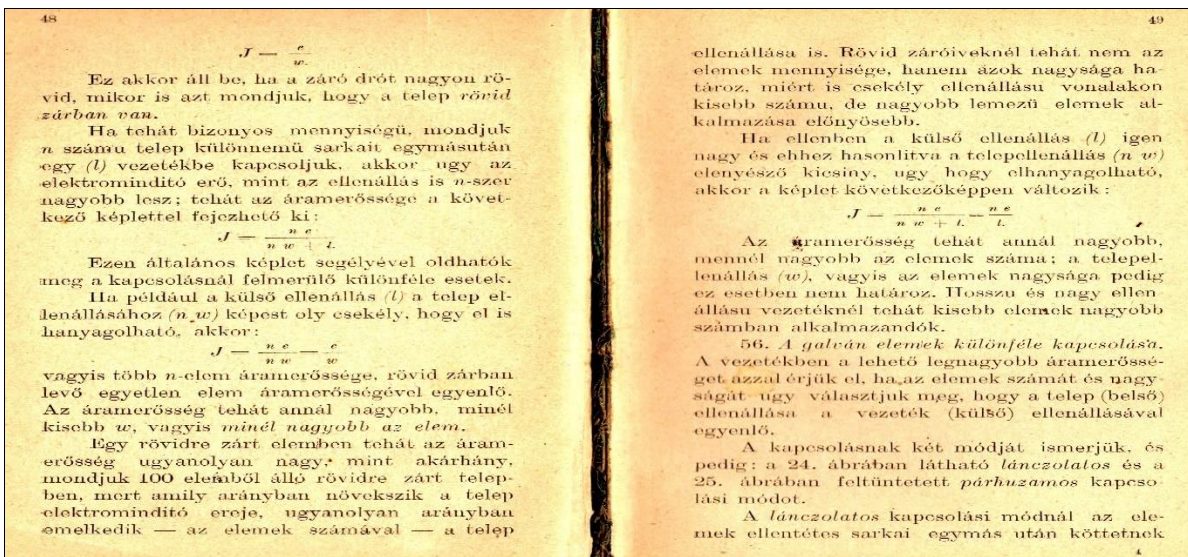 48
J = e/w.
Ez akkor áll be, ha a záró drót nagyon rö-
vid, mikor is azt mondjuk, hogy a telep rövid
zárban van.
Ha tehát bizonyos mennyiségü, mondjuk
n számu telep különnemü sarkait egymásután
egy (l) vezetékbe kapcsoljuk, akkor ugy az
elektromindító erő, mint az ellenállás is n-szer
nagyobb lesz; tehát az áramerőssége a követ-
kező képlettel fejezhető ki:
J = n e / n w + l.
Ezen általános képlet segélyével oldhatók
meg a kapcsolásnál felmerülő különféle esetek.
Ha például a külső ellenállás (l) a telep el-
lenállásához (n w) képest oly csekély, hogy el is
hanyagolható, akkor:
J = n e / n w = e / w
vagyis több n-elem áramerőssége, rövid zárban
levő egyetlen elem áramerősségével egyenlő.
Az áramerősség tehát annál nagyobb, minél
kisebb w, vagyis minél nagyobb az elem.
Egy rövidre zárt elemben tehát az áram-
erősség ugyanolyan nagy, mint akárhány,
mondjuk 100 elemből álló rövidre zárt telep-
ben, mert amily arányban növekszik a telep
elektromindító ereje, ugyanolyan arányban
emelkedik — az elemek számával — a telep
49
ellenállása is. Rövid záróiveknél tehát nem az
elemek mennyisége, hanem azok nagysága ha-
tároz, miért is csekély ellenállásu vonalakon
kisebb számu, de nagyobb lemezü elemek al-
kalmazása előnyösebb.
Ha ellenben a külső ellenállás (l) igen
nagy és ehhez hasonlitva a telepellenállás (n w)
elenyésző kicsiny, ugy hogy elhanyagolható,
akkor a képlet következőképpen változik:
J = n e / n w + l. = n e / l.
Az áramerősség tehát annál nagyobb,
mennél nagyobb az elemek száma; a telepel-
lenállás (w), vagyis az elemek nagysága pedig
ez esetben nem határoz. Hosszu és nagy ellen-
állásu vezetéknél tehát kisebb elemek nagyobb
számban alkalmazandók.
56. A galván elemek különféle kapcsolása.
A vezetékben a lehető legnagyobb áramerőssé-
get azzal érjük el, ha az elemek számát és nagy-
ságát ugy választjuk meg, hogy a telep (belső)
ellenállása a vezeték (külső) ellenállásával
egyenlő.
A kapcsolásnak két módját ismerjük, és
pedig: a 24. ábrában látható lánczolatos és a
25. ábrában feltüntetett párhuzamos kapcso-
lási módot.
A lánczolatos kapcsolási módnál az ele-
mek ellentétes sarkai egymás után köttetnek
4